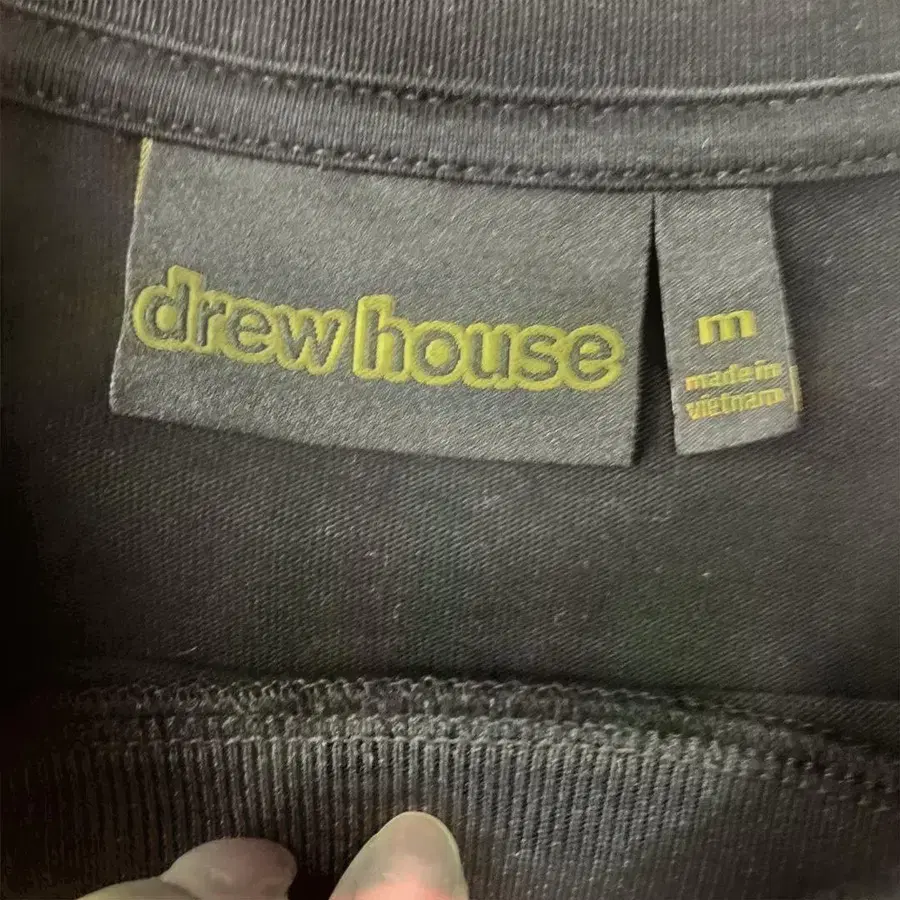 drew house
m
made in
vietnam